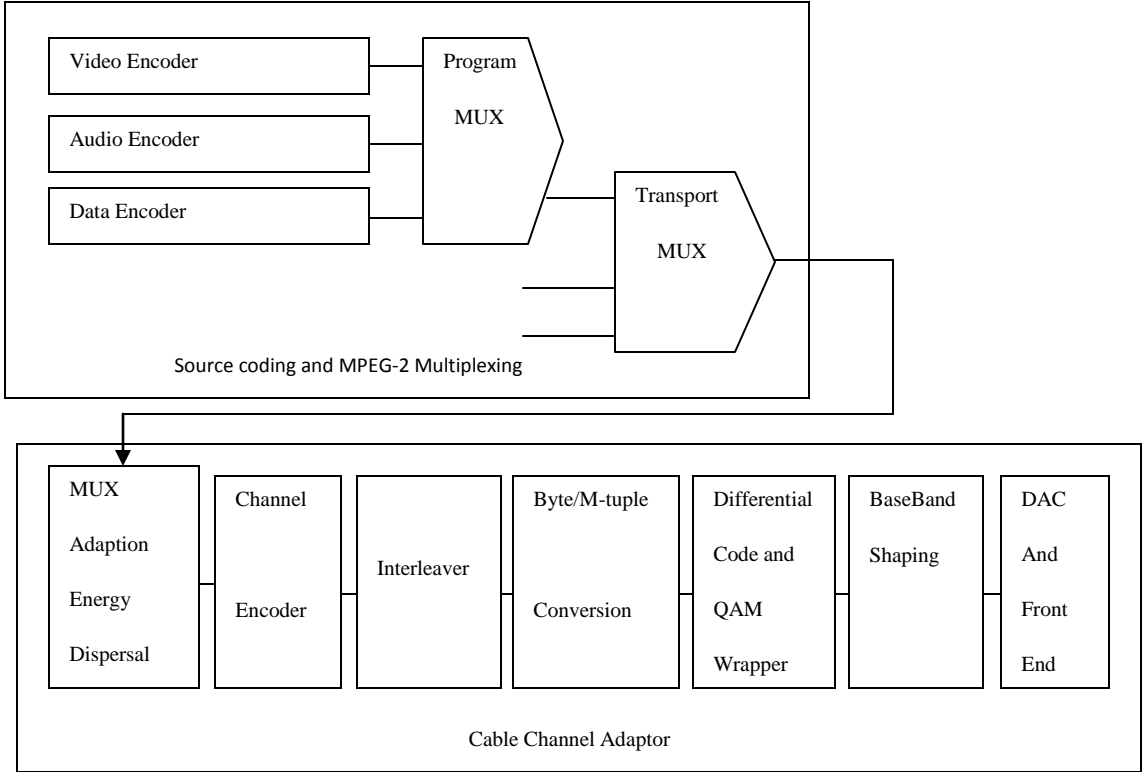 Video Encoder
Audio Encoder
Data Encoder
Program
MUX
Transport
MUX
Source coding and MPEG-2 Multiplexing
MUX
Adaption
Energy
Dispersal
Channel
Encoder
Interleaver
Byte/M-tuple
Conversion
Differential
Code and
QAM
Wrapper
BaseBand
Shaping
DAC
And
Front
End
Cable Channel Adaptor